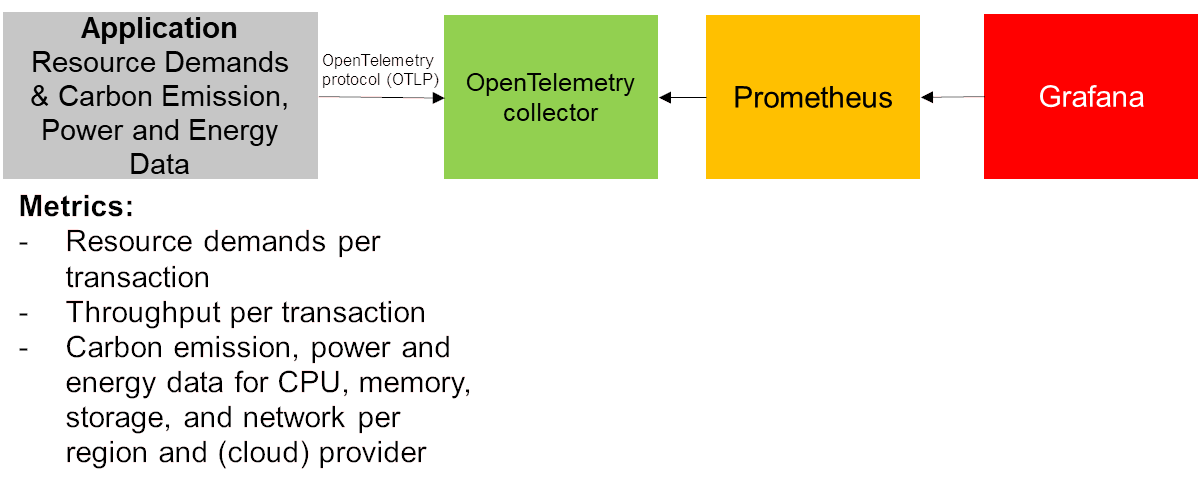 Application
Resource Demands
& Carbon Emission,
Power and Energy
Data
OpenTelemetry
protocol (OTLP)
OpenTelemetry
collector
Prometheus
Grafana
Metrics:
- Resource demands per
transaction
- Throughput per transaction
- Carbon emission, power and
energy data for CPU, memory,
storage, and network per
region and (cloud) provider